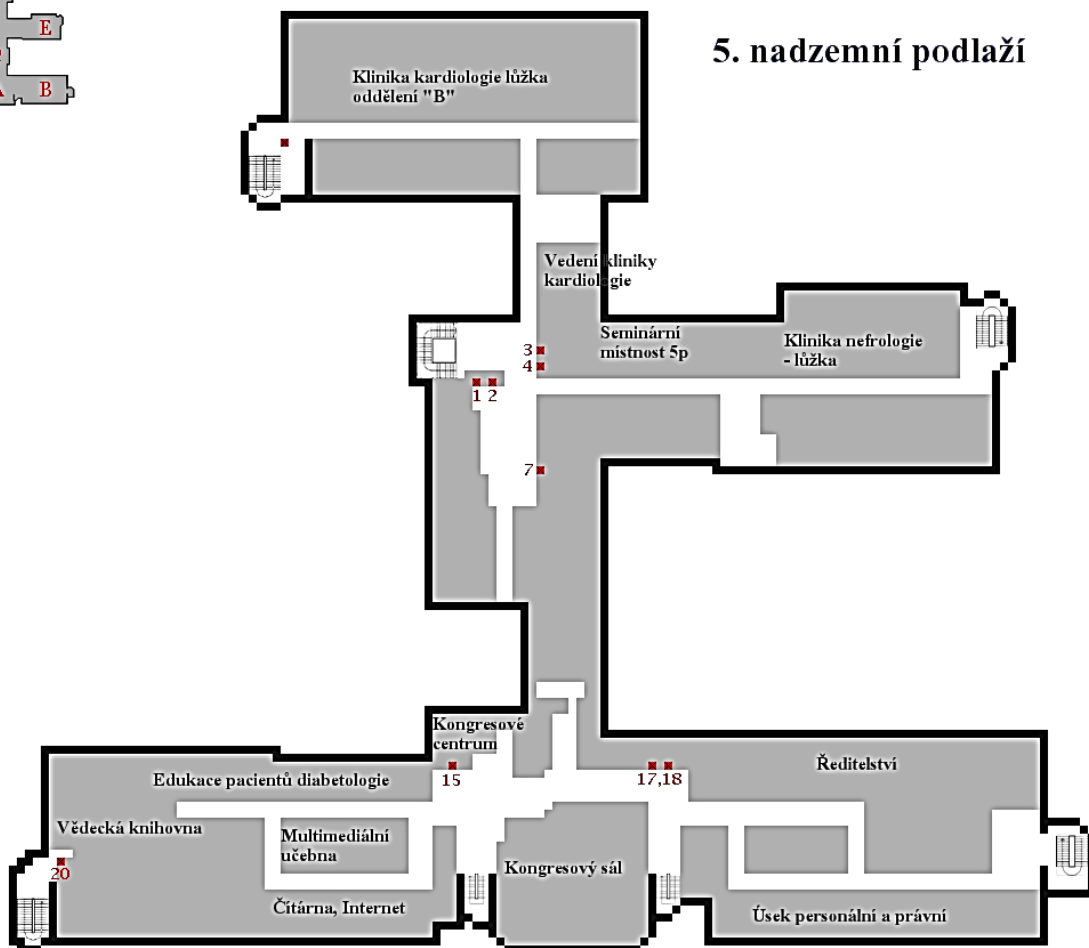 E
B
5. nadzemní podlaží
Klinika kardiologie lůžka
oddělení "B"
Vedení kliniky
kardiologie
Seminární
místnost 5p
Klinika nefrologie
- lůžka
3
4
1 2
7
Kongresové
centrum
15
17,18
Ředitelství
Edukace pacientů diabetologie
Vědecká knihovna
20
Multimediální
učebna
Kongresový sál
Čítárna, Internet
Úsek personální a právní